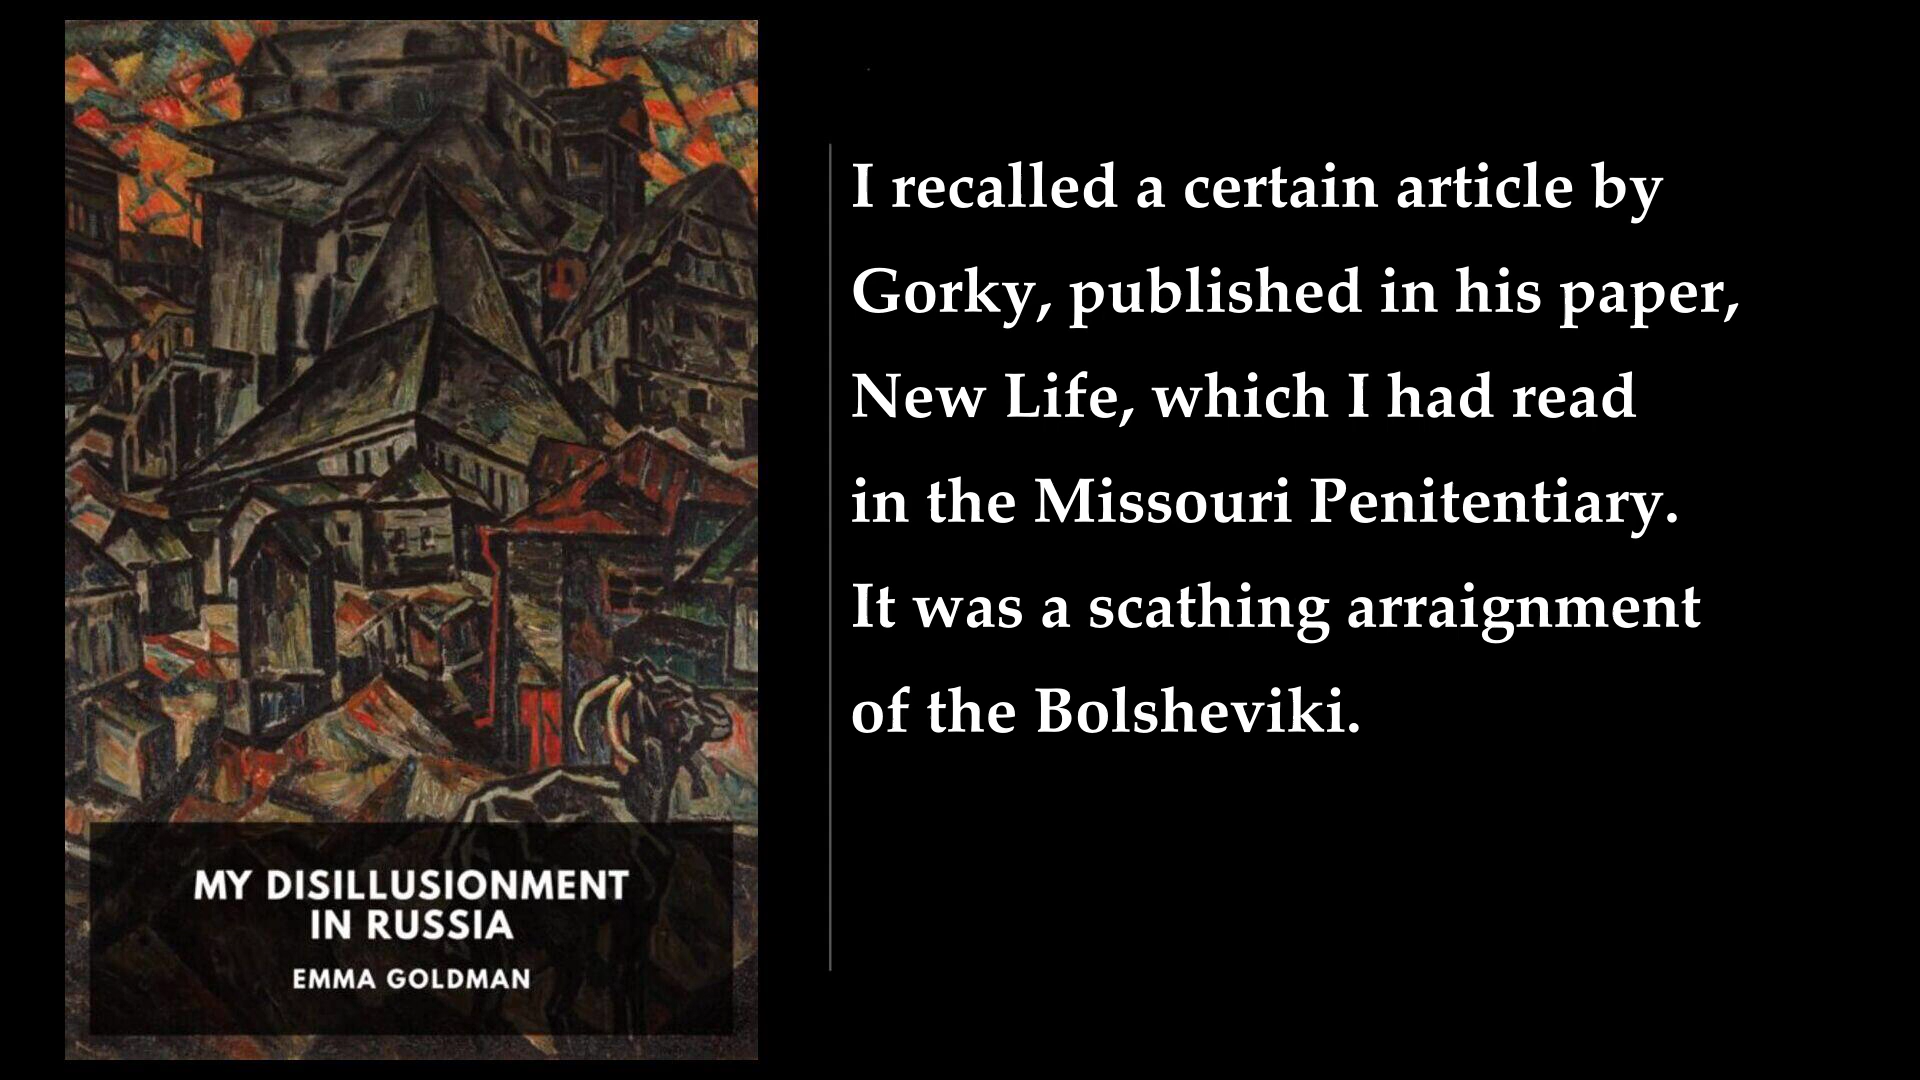 MY DISILLUSIONMENT
IN RUSSIA
EMMA GOLDMAN
I recalled a certain article by
Gorky, published in his paper,
New Life, which I had read
in the Missouri Penitentiary.
It was a scathing arraignment
of the Bolsheviki.